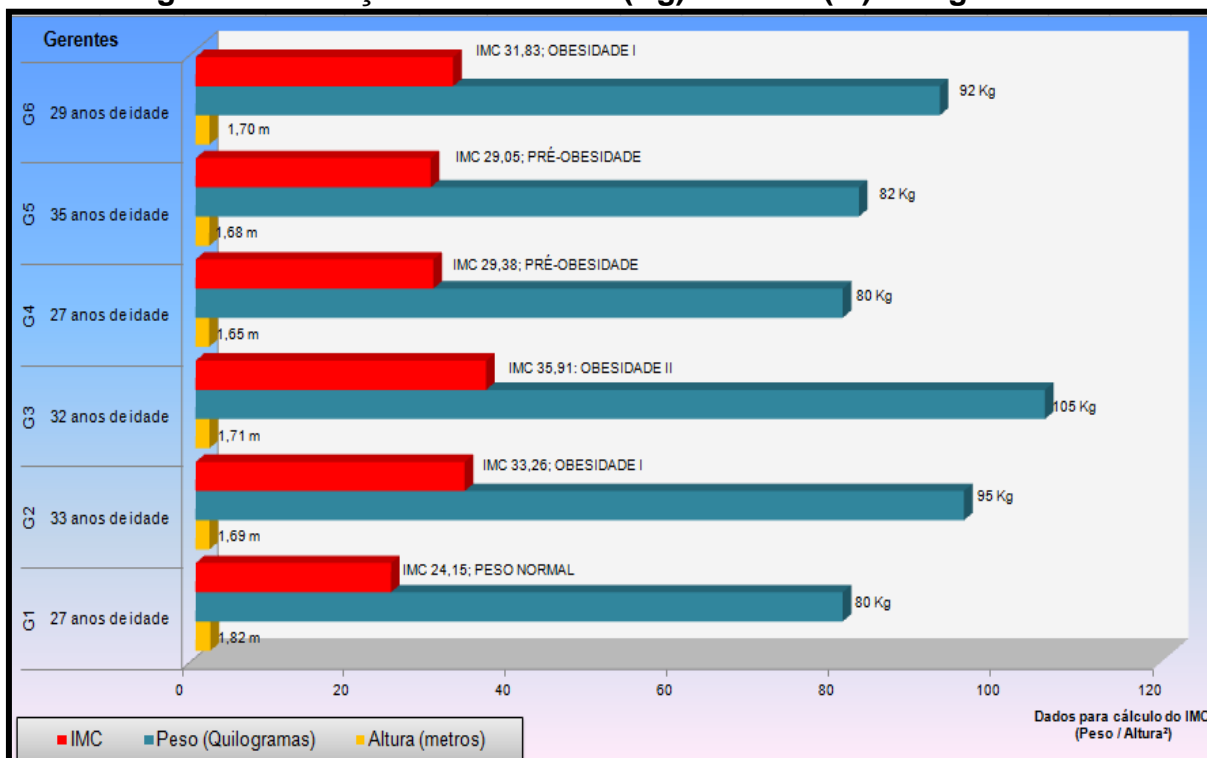 Gerentes
IMC 31,83; OBESIDADE I
92 Kg
G6 29 anos de idade
1,70 m
IMC 29,05; PRÉ-OBESIDADE
82 Kg
G5 35 anos de idade
1,68 m
IMC 29,38; PRÉ-OBESIDADE
80 Kg
G4 27 anos de idade
1,65 m
IMC 35,91: OBESIDADE II
105 Kg
G3 32 anos de idade
1,71 m
IMC 33,26; OBESIDADE I
95 Kg
G2 33 anos de idade
1,69 m
IMC 24,15; PESO NORMAL
80 Kg
G1 27 anos de idade
1,82 m
0 20 40 60 80 100 120
Dados para cálculo do IMC
(Peso / Altura²)
IMC Peso (Quilogramas) Altura (metros)